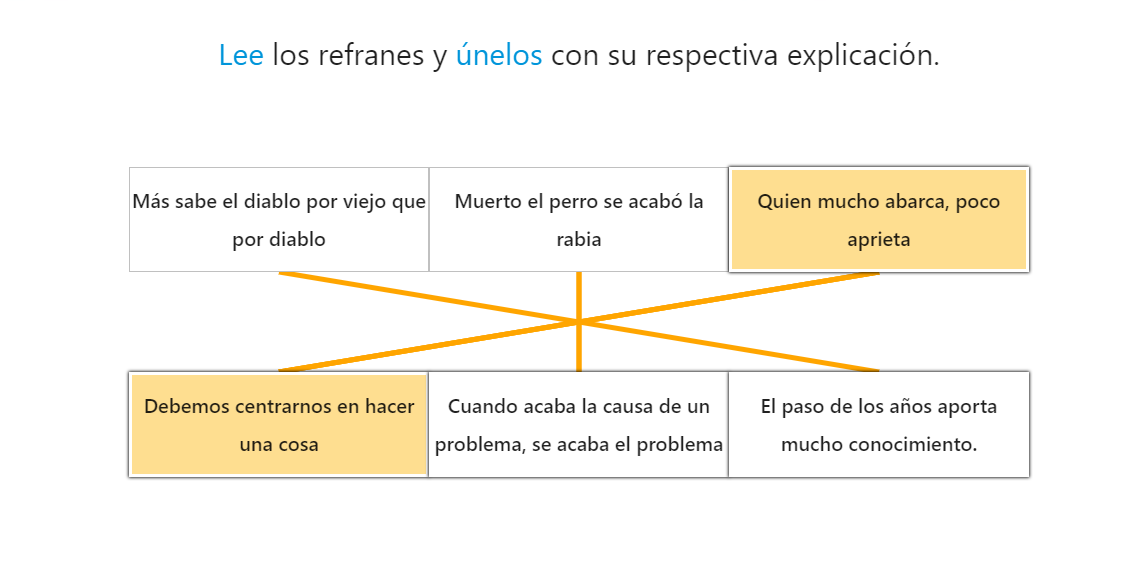 Lee los refranes y únelos con su respectiva explicación.
Más sabe el diablo por viejo que
por diablo
Muerto el perro se acabó la
rabia
Quien mucho abarca, poco
aprieta
Debemos centrarnos en hacer
una cosa
Cuando acaba la causa de un
problema, se acaba el problema
El paso de los años aporta
mucho conocimiento.